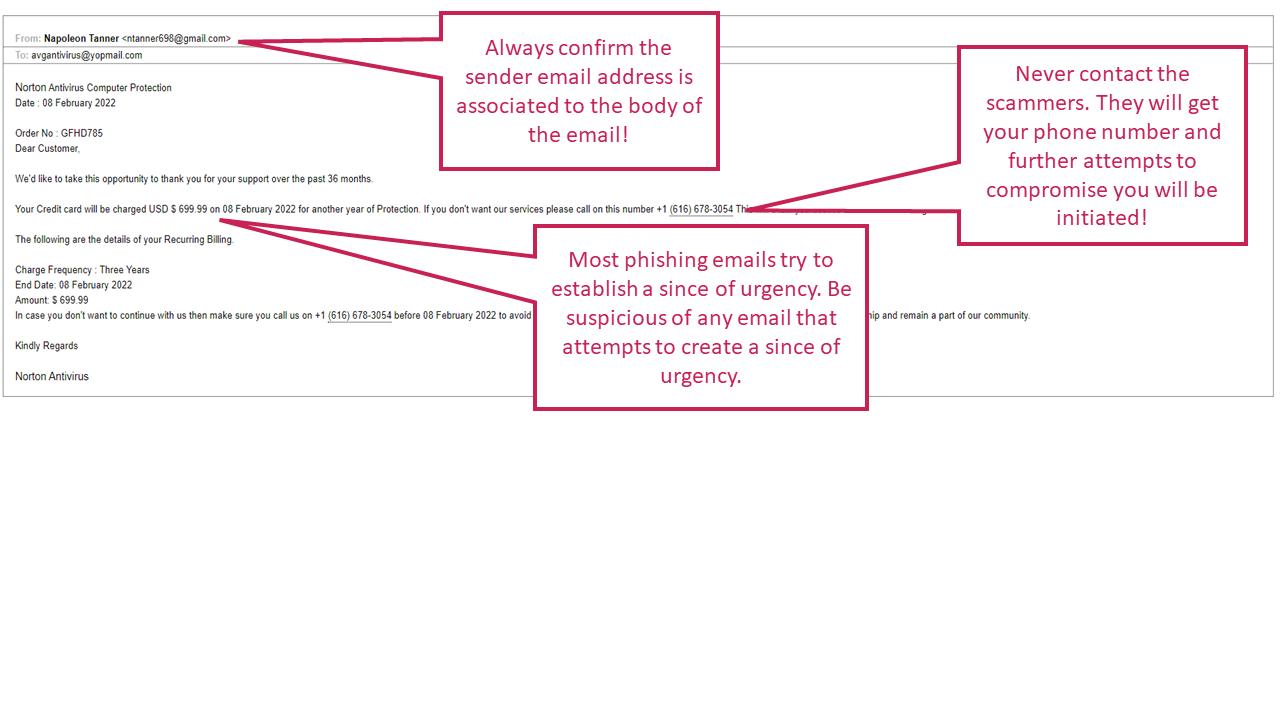 From: Napoleon Tanner <ntanner698@gmail.com>
To: avgantivirus@yopmail.com
Always confirm the
sender email address is
associated to the body of
the email!
Never contact the
scammers. They will get
your phone number and
further attempts to
compromise you will be
initiated!
Norton Antivirus Computer Protection
Date : 08 February 2022
Order No : GFHD785
Dear Customer,
We'd like to take this opportunity to thank you for your support over the past 36 months.
Your Credit card will be charged USD $ 699.99 on 08 February 2022 for another year of Protection. If you don't want our services please call on this number +1 (616) 678-3054
The following are the details of your Recurring Billing.
Most phishing emails try to
establish a since of urgency. Be
suspicious of any email that
attempts to create a since of
urgency.
Charge Frequency : Three Years
End Date: 08 February 2022
Amount: $ 699.99
In case you don't want to continue with us then make sure you call us on +1 (616) 678-3054 before 08 February 2022 to avoid and remain a part of our community.
Kindly Regards
Norton Antivirus